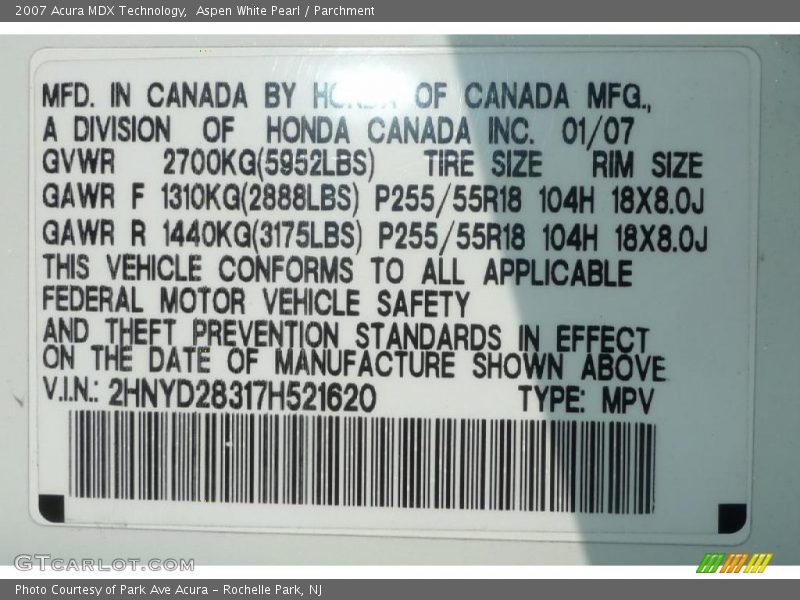 2007 Acura MDX Technology, Aspen White Pearl / Parchment
MFD. IN CANADA BY HONDA OF CANADA MFG.,
A DIVISION OF HONDA CANADA INC. 01/07
GVWR 2700KG(5952LBS) TIRE SIZE RIM SIZE
GAWR F 1310KG(2888LBS) P255/55R18 104H 18X8.0J
GAWR R 1440KG(3175LBS) P255/55R18 104H 18X8.0J
THIS VEHICLE CONFORMS TO ALL APPLICABLE
FEDERAL MOTOR VEHICLE SAFETY
AND THEFT PREVENTION STANDARDS IN EFFECT
ON THE DATE OF MANUFACTURE SHOWN ABOVE
V.I.N.: 2HNYD28317H521620 TYPE: MPV
GTCARLOT.COM
Photo Courtesy of Park Ave Acura - Rochelle Park, NJ